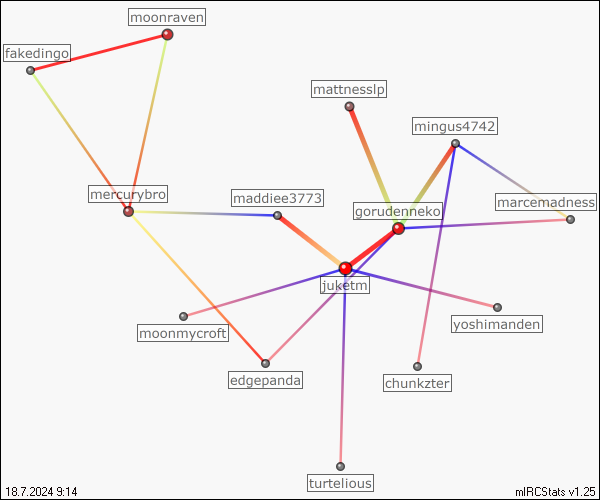 moonraven
fakedingo
mattnesslp
mingus4742
mercurybro
maddiee3773
marcemadness
gorudenneko
juketm
moonmycroft
yoshimanden
edgepanda
chunkzter
turtelious
18.7.2024 9:14
mIRCStats v1.25